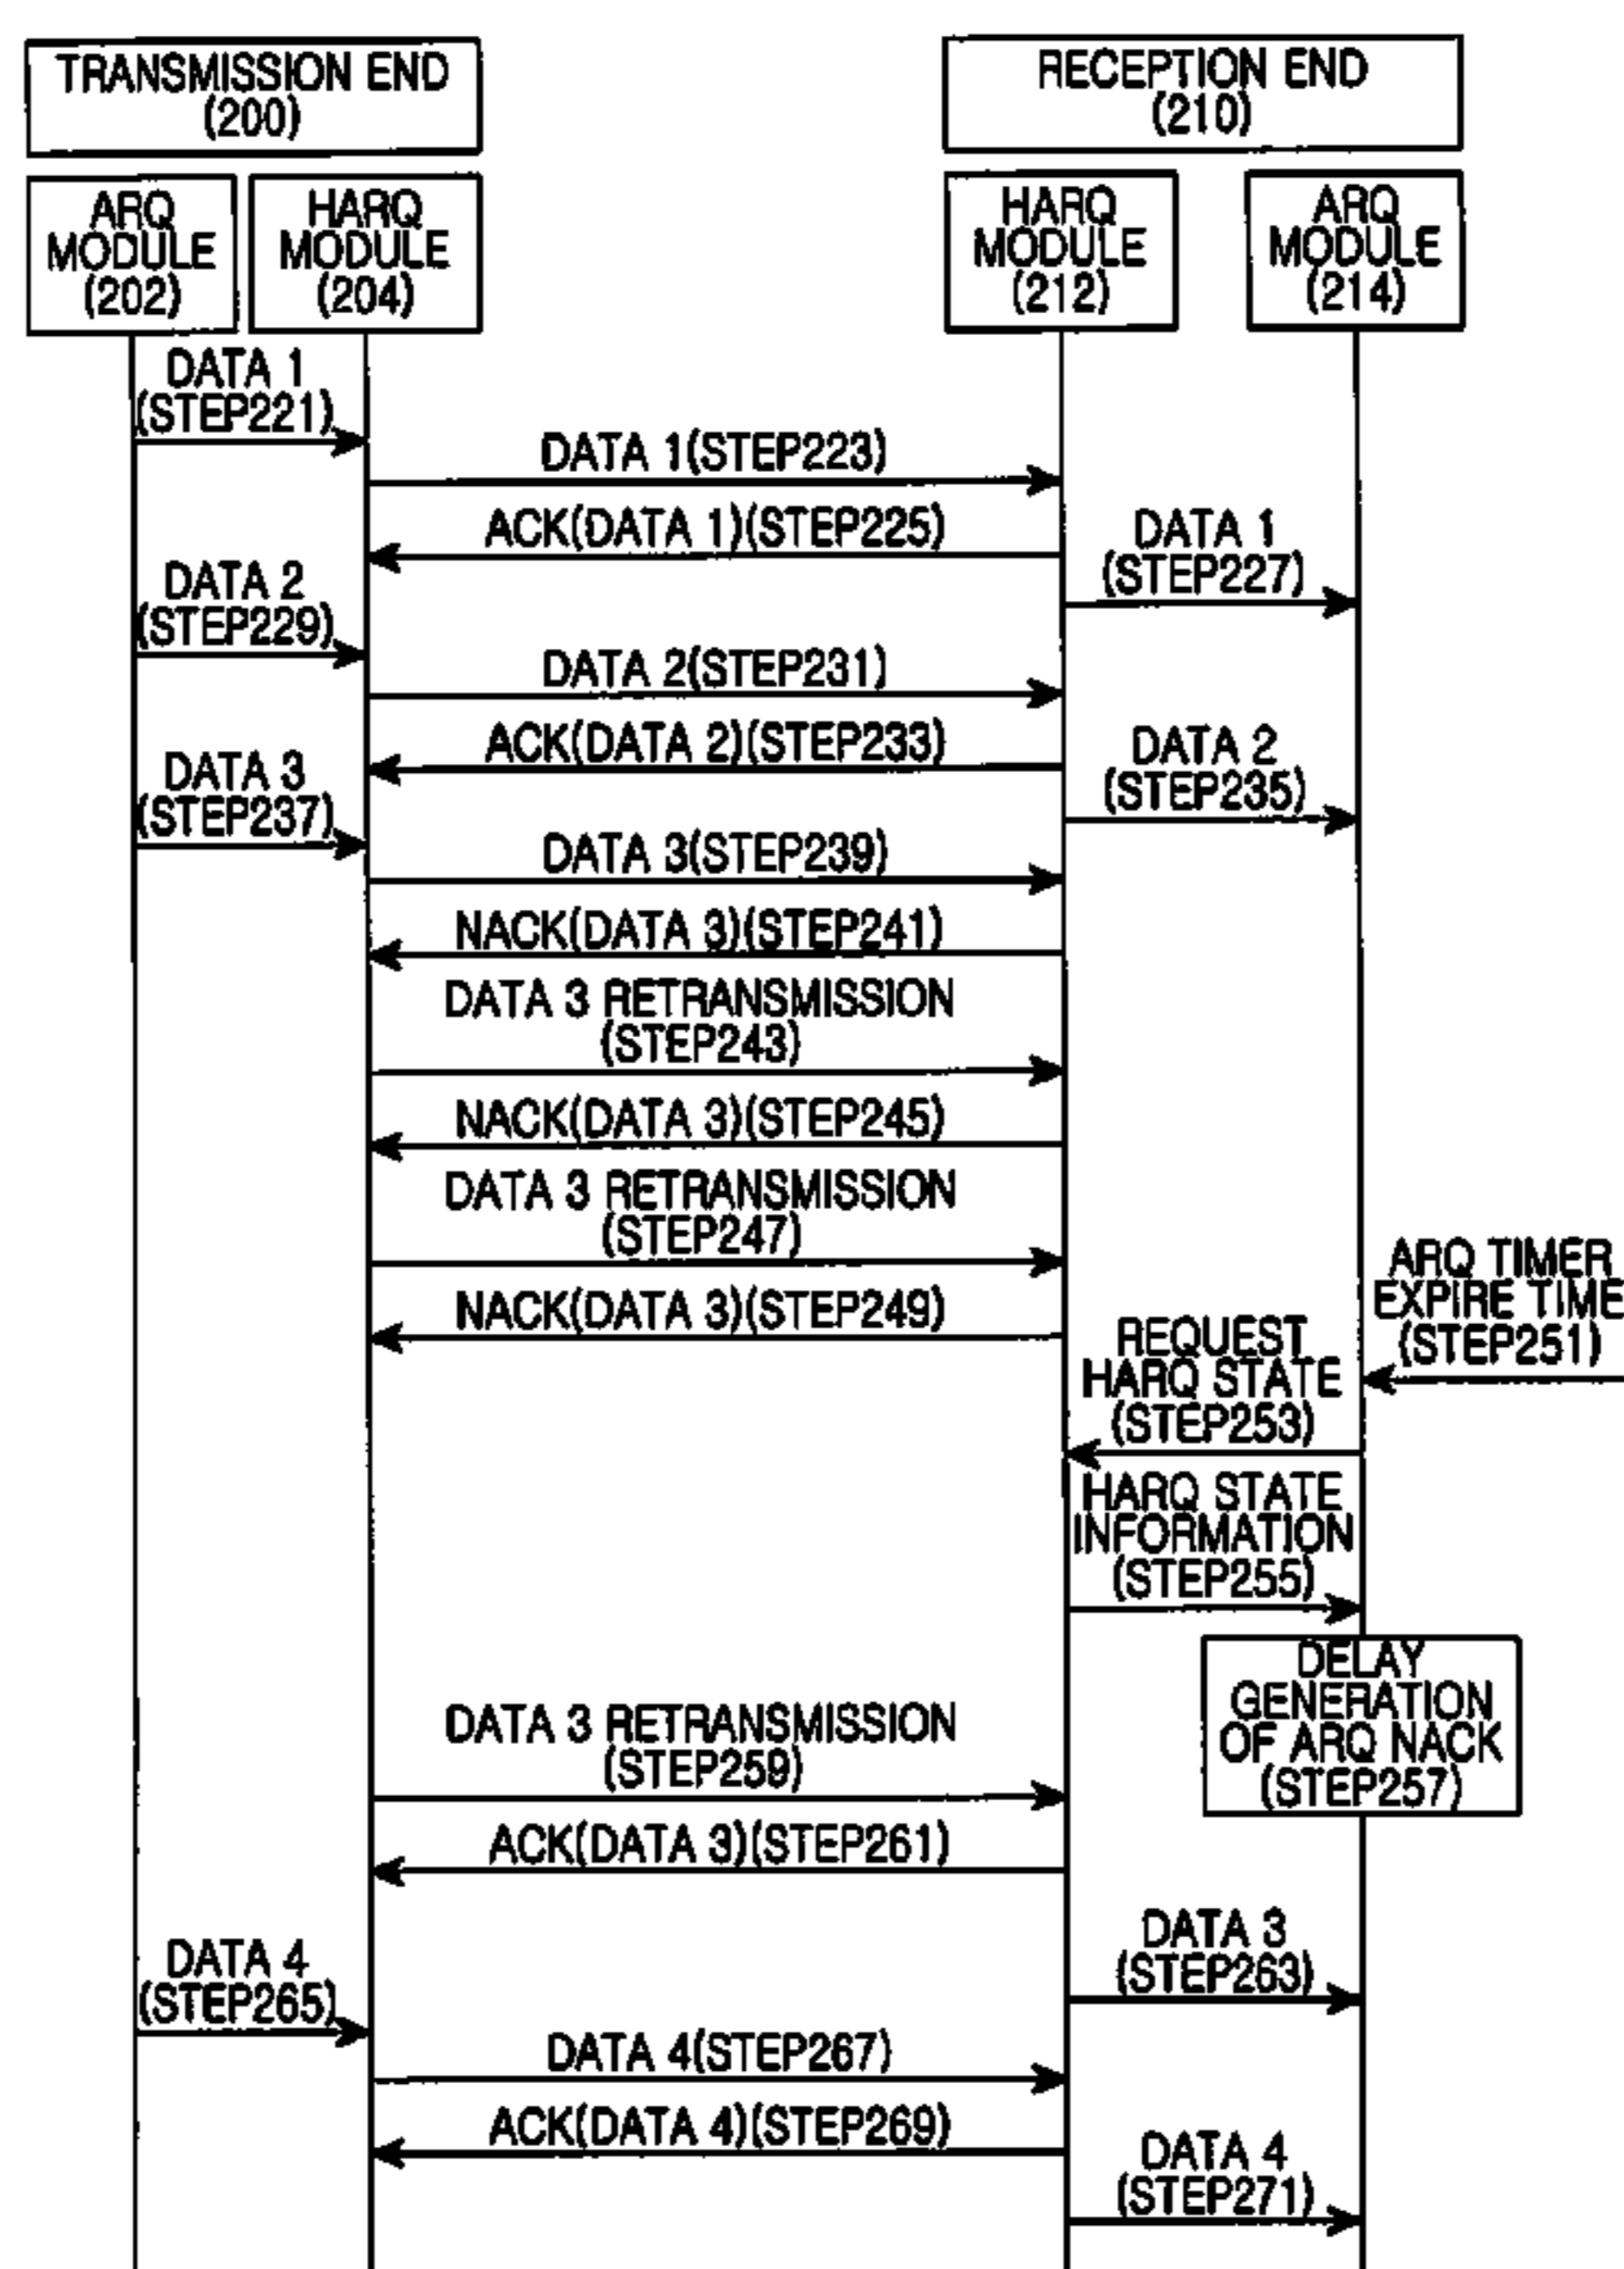 TRANSMISSION END
(200)
RECEPTION END
(210)
ARQ
MODULE
(202)
HARQ
MODULE
(204)
HARQ
MODULE
(212)
ARQ
MODULE
(214)
DATA 1
(STEP221)
DATA 1(STEP223)
ACK(DATA 1)(STEP225)
DATA 1
(STEP227)
DATA 2
(STEP229)
DATA 2(STEP231)
ACK(DATA 2)(STEP233)
DATA 2
(STEP235)
DATA 3
(STEP237)
DATA 3(STEP239)
NACK(DATA 3)(STEP241)
DATA 3 RETRANSMISSION
(STEP243)
NACK(DATA 3)(STEP245)
DATA 3 RETRANSMISSION
(STEP247)
NACK(DATA 3)(STEP249)
ARQ TIMER
EXPIRE TIME
(STEP251)
REQUEST
HARQ STATE
(STEP253)
HARQ STATE
INFORMATION
(STEP255)
DELAY
GENERATION
OF ARQ NACK
(STEP257)
DATA 3 RETRANSMISSION
(STEP259)
ACK(DATA 3)(STEP261)
DATA 3
(STEP263)
DATA 4
(STEP265)
DATA 4(STEP267)
ACK(DATA 4)(STEP269)
DATA 4
(STEP271)